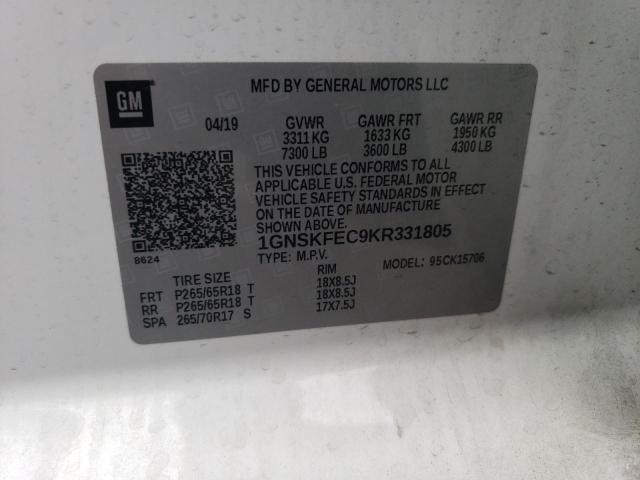 GM
MFD BY GENERAL MOTORS LLC
04/19 GVWR GAWR FRT GAWR RR
3311 KG 1633 KG 1950 KG
7300 LB 3600 LB 4300 LB
THIS VEHICLE CONFORMS TO ALL
APPLICABLE U.S. FEDERAL MOTOR
VEHICLE SAFETY STANDARDS IN EFFECT
ON THE DATE OF MANUFACTURE
SHOWN ABOVE.
8624
1GNSKFEC9KR331805
TYPE: M.P.V. MODEL: 95CK15706
TIRE SIZE RIM
FRT P265/65R18 T 18X8.5J
RR P265/65R18 T 18X8.5J
SPA 265/70R17 S 17X7.5J